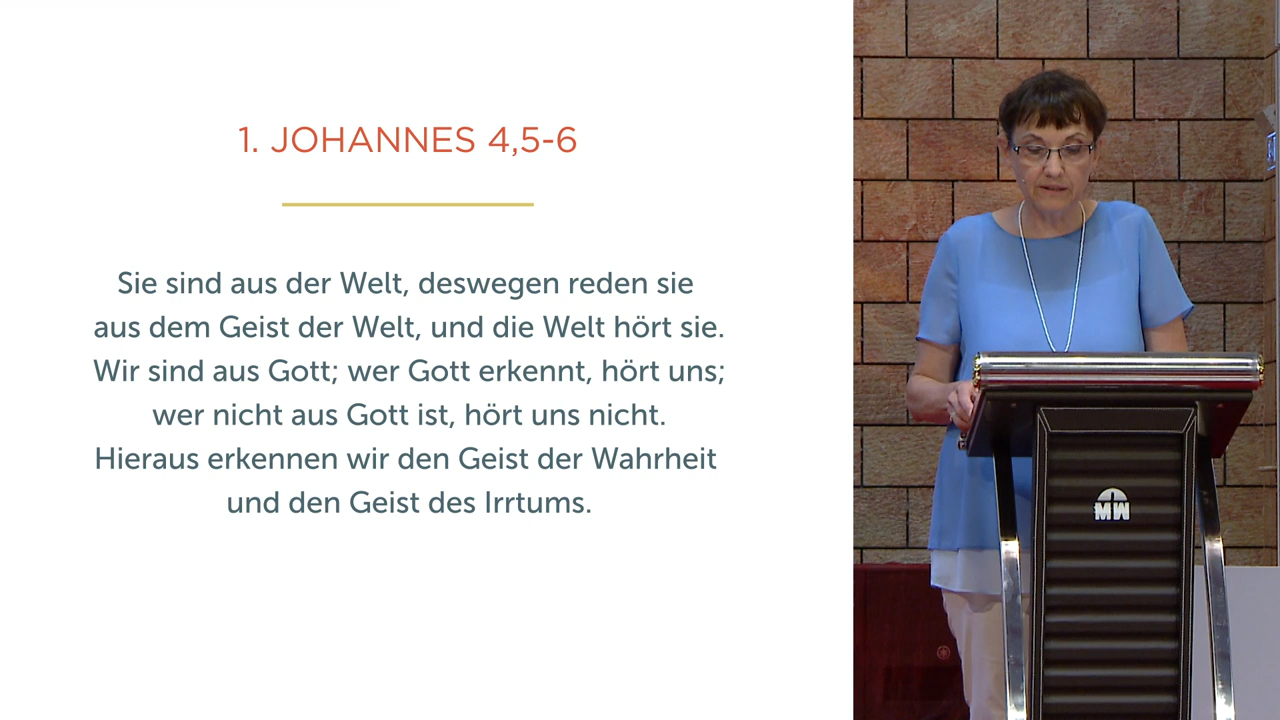 1. JOHANNES 4,5-6
Sie sind aus der Welt, deswegen reden sie
aus dem Geist der Welt, und die Welt hört sie.
Wir sind aus Gott; wer Gott erkennt, hört uns;
wer nicht aus Gott ist, hört uns nicht.
Hieraus erkennen wir den Geist der Wahrheit
und den Geist des Irrtums.
MW